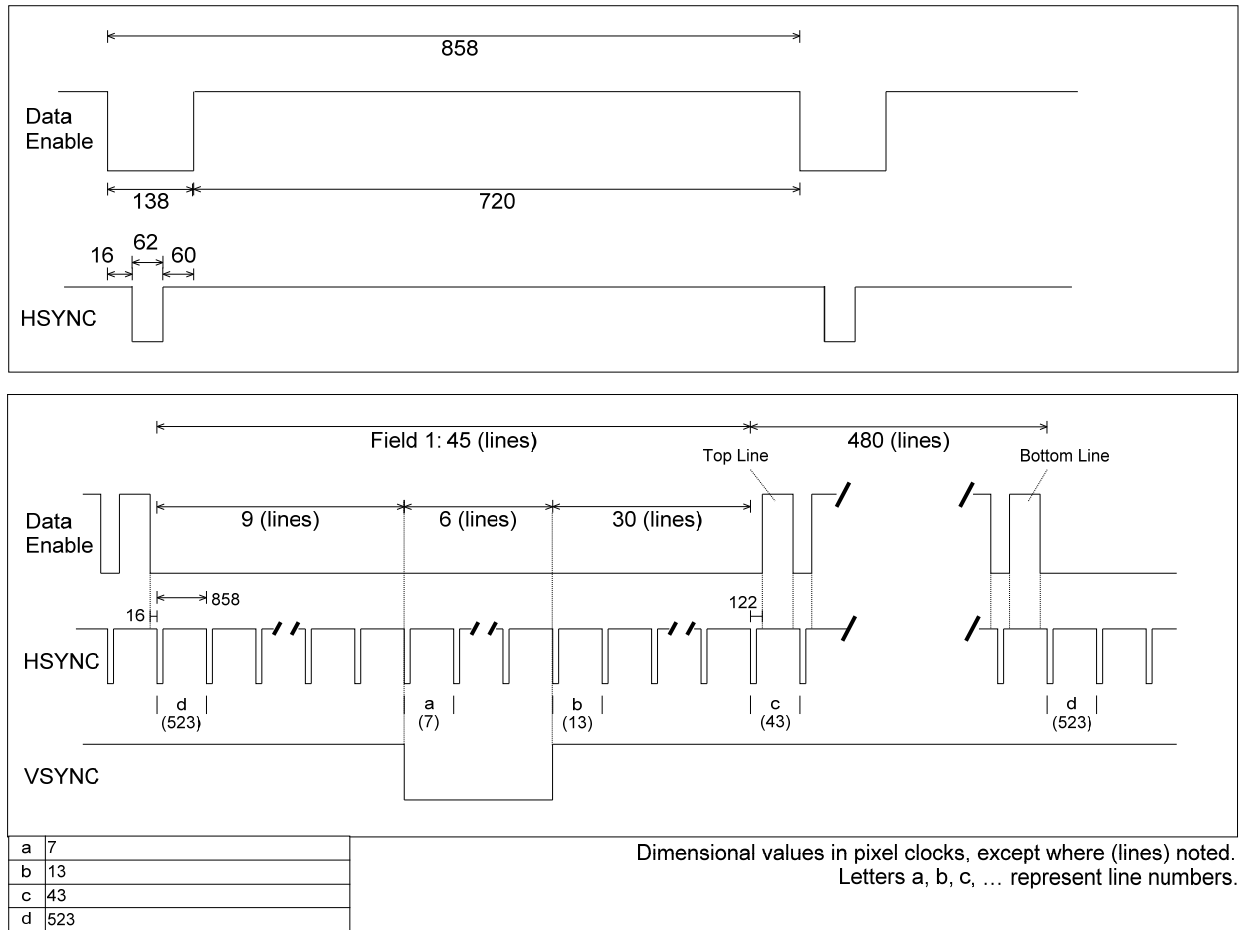 858
Data
Enable
138
720
62
16
60
HSYNC
Field 1: 45 (lines)
480 (lines)
Top Line
Bottom Line
9 (lines)
6 (lines)
30 (lines)
Data
Enable
16
858
122
HSYNC
d
(523)
a
(7)
b
(13)
c
(43)
d
(523)
VSYNC
a 7
b 13
c 43
d 523
Dimensional values in pixel clocks, except where (lines) noted.
Letters a, b, c, … represent line numbers.